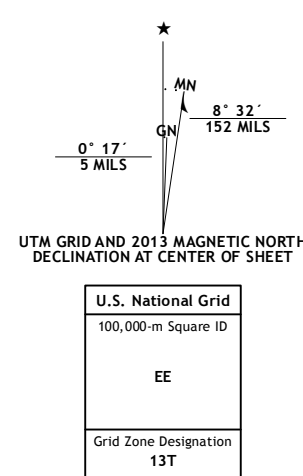 ★
MN
8° 32´
152 MILS
GN
0° 17´
5 MILS
UTM GRID AND 2013 MAGNETIC NORTH
DECLINATION AT CENTER OF SHEET
U.S. National Grid
100,000-m Square ID
EE
Grid Zone Designation
13T